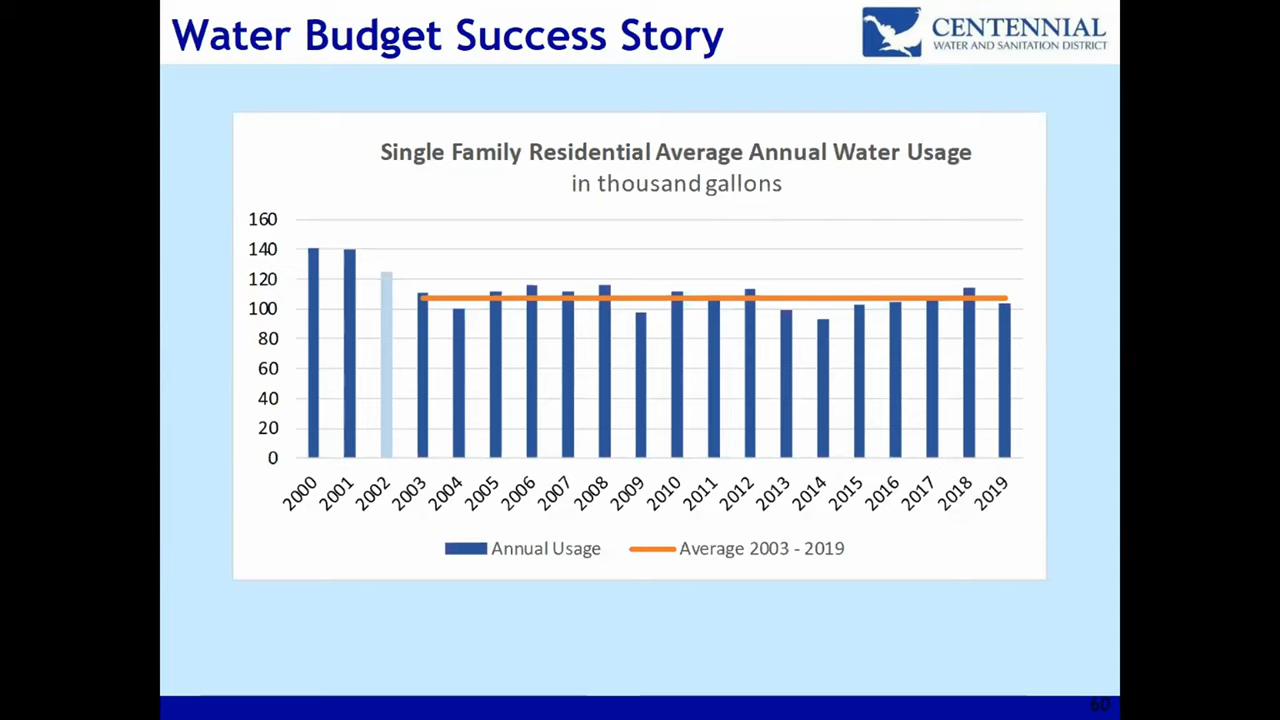 Water Budget Success Story
CENTENNIAL
WATER AND SANITATION DISTRICT
Single Family Residential Average Annual Water Usage
in thousand gallons
160
140
120
100
80
60
40
20
0
2000 2001 2002 2003 2004 2005 2006 2007 2008 2009 2010 2011 2012 2013 2014 2015 2016 2017 2018 2019
Annual Usage Average 2003 - 2019
60